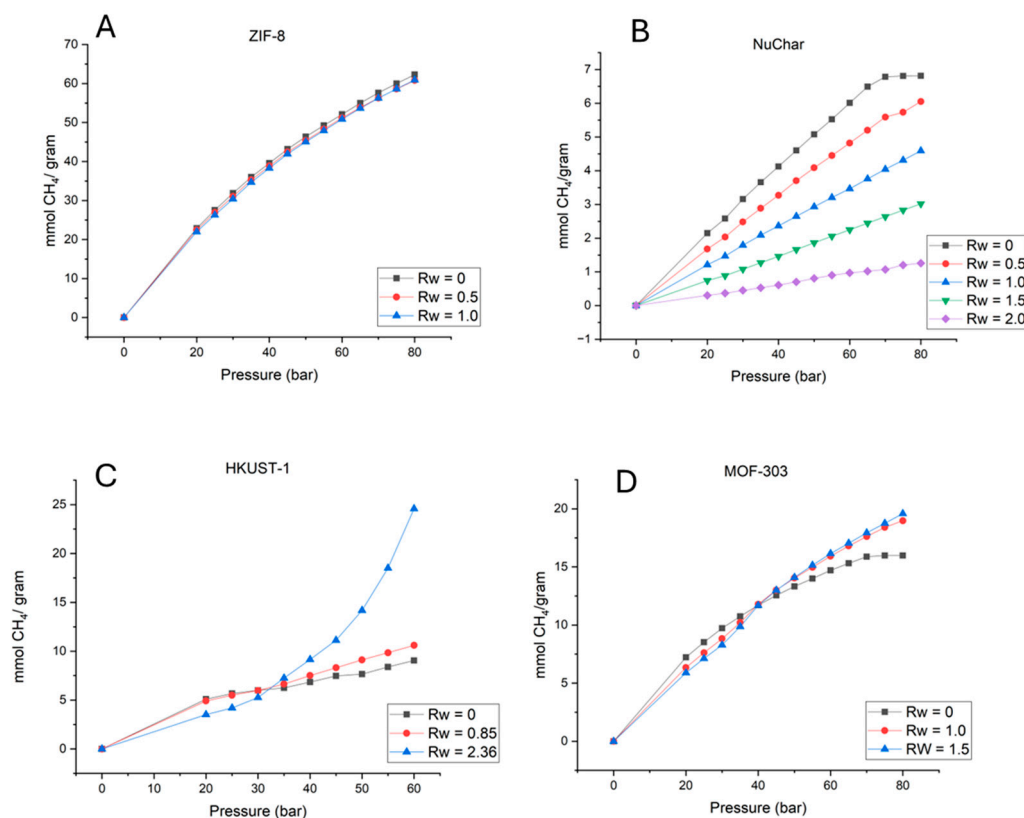 A
ZIF-8
mmol CH₄/ gram
70
60
50
40
30
20
10
0
0 20 40 60 80
Pressure (bar)
Rw = 0
Rw = 0.5
Rw = 1.0
B
NuChar
mmol CH₄/gram
7
6
5
4
3
2
1
0
−1
0 20 40 60 80
Pressure (bar)
Rw = 0
Rw = 0.5
Rw = 1.0
Rw = 1.5
Rw = 2.0
C
HKUST-1
mmol CH₄/ gram
25
20
15
10
5
0
0 10 20 30 40 50 60
Pressure (bar)
Rw = 0
Rw = 0.85
Rw = 2.36
D
MOF-303
mmol CH₄/gram
20
15
10
5
0
0 20 40 60 80
Pressure (bar)
Rw = 0
Rw = 1.0
RW = 1.5